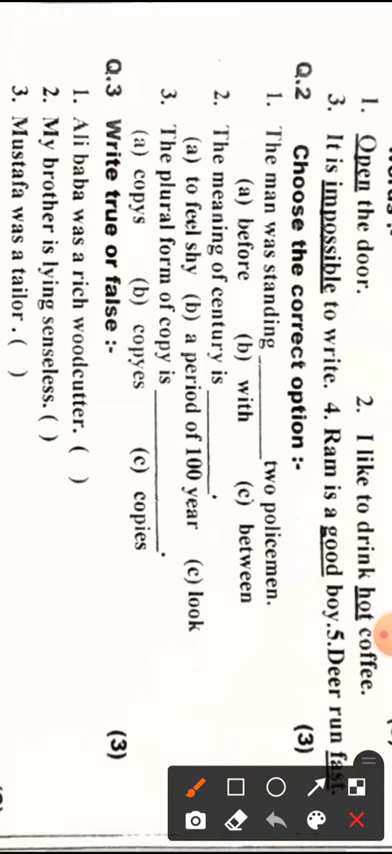 1. Open the door. 2. I like to drink hot coffee.
3. It is impossible to write. 4. Ram is a good boy.5.Deer run fast.
Q.2 Choose the correct option :- (3)
1. The man was standing ________ two policemen.
(a) before (b) with (c) between
2. The meaning of century is ________.
(a) to feel shy (b) a period of 100 year (c) look
3. The plural form of copy is ____________.
(a) copys (b) copyes (c) copies
Q.3 Write true or false :- (3)
1. Ali baba was a rich woodcutter. ( )
2. My brother is lying senseless. ( )
3. Mustafa was a tailor . ( )